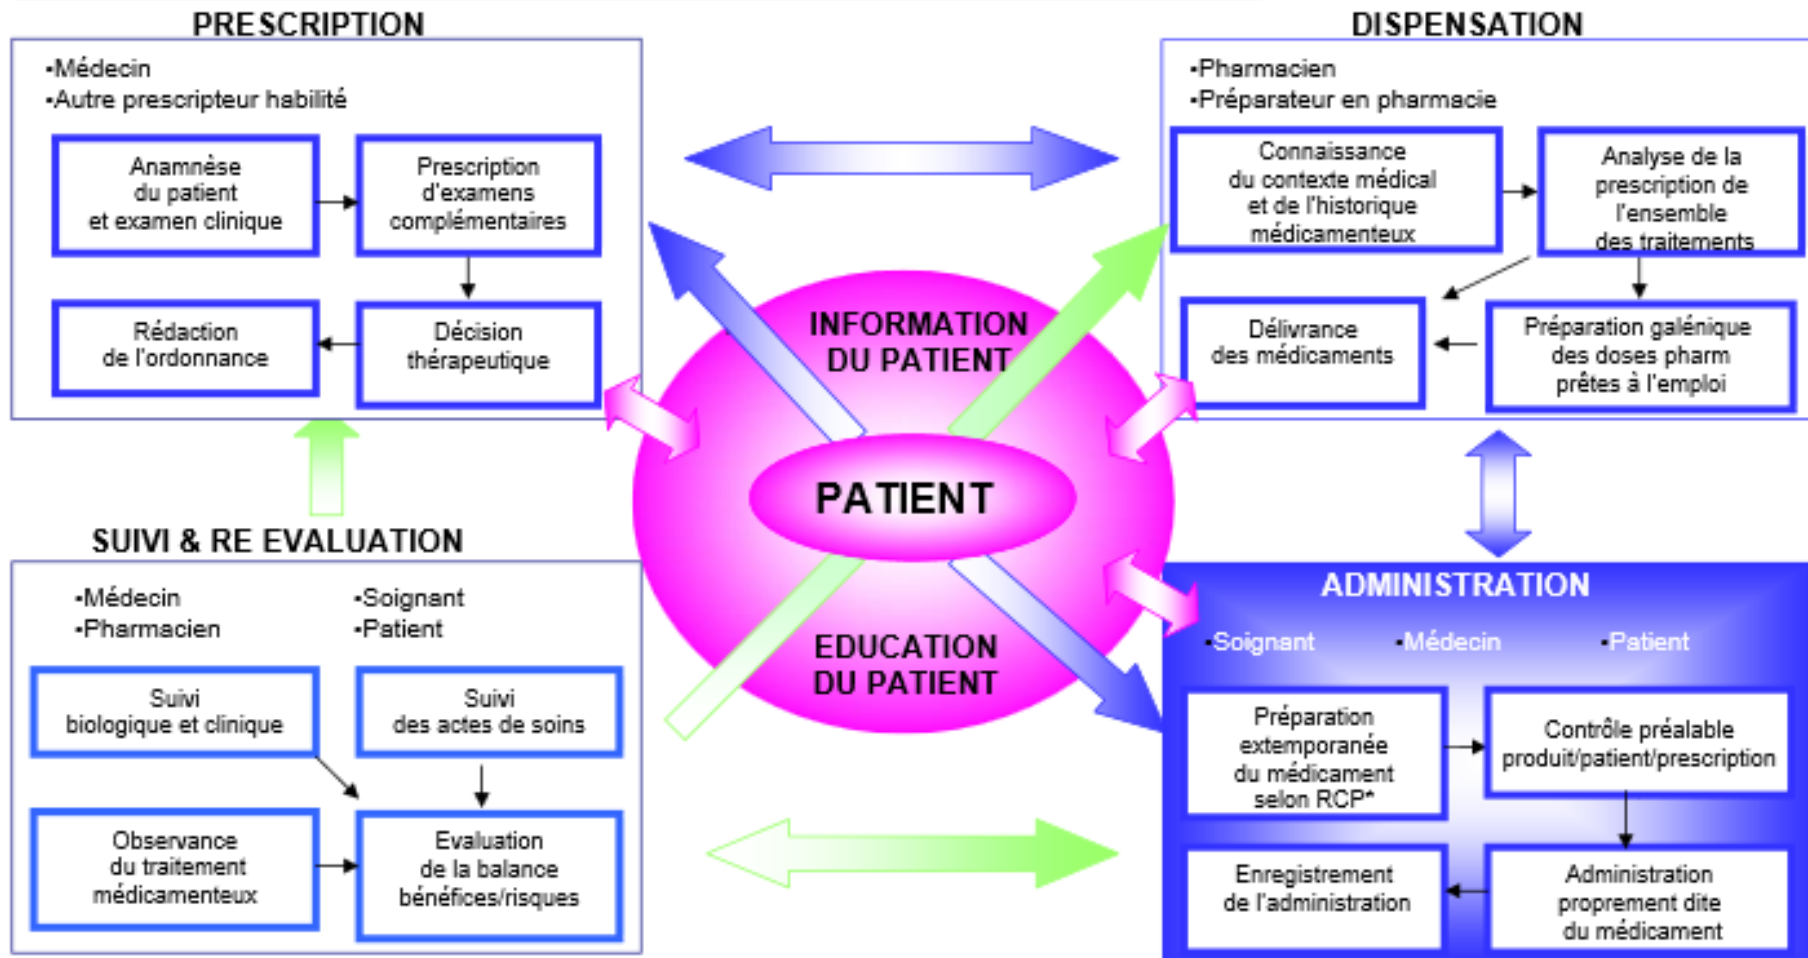 PRESCRIPTION
▪Médecin
▪Autre prescripteur habilité
Anamnèse
du patient
et examen clinique
Prescription
d'examens
complémentaires
Rédaction
de l'ordonnance
Décision
thérapeutique
DISPENSATION
▪Pharmacien
▪Préparateur en pharmacie
Connaissance
du contexte médical
et de l'historique
médicamenteux
Analyse de la
prescription de
l'ensemble
des traitements
Délivrance
des médicaments
Préparation galénique
des doses pharm
prêtes à l'emploi
INFORMATION
DU PATIENT
PATIENT
EDUCATION
DU PATIENT
SUIVI & RE EVALUATION
▪Médecin
▪Pharmacien
▪Soignant
▪Patient
Suivi
biologique et clinique
Suivi
des actes de soins
Observance
du traitement
médicamenteux
Evaluation
de la balance
bénéfices/risques
ADMINISTRATION
▪Soignant
▪Médecin
▪Patient
Préparation
extemporanée
du médicament
selon RCP*
Contrôle préalable
produit/patient/prescription
Enregistrement
de l'administration
Administration
proprement dite
du médicament